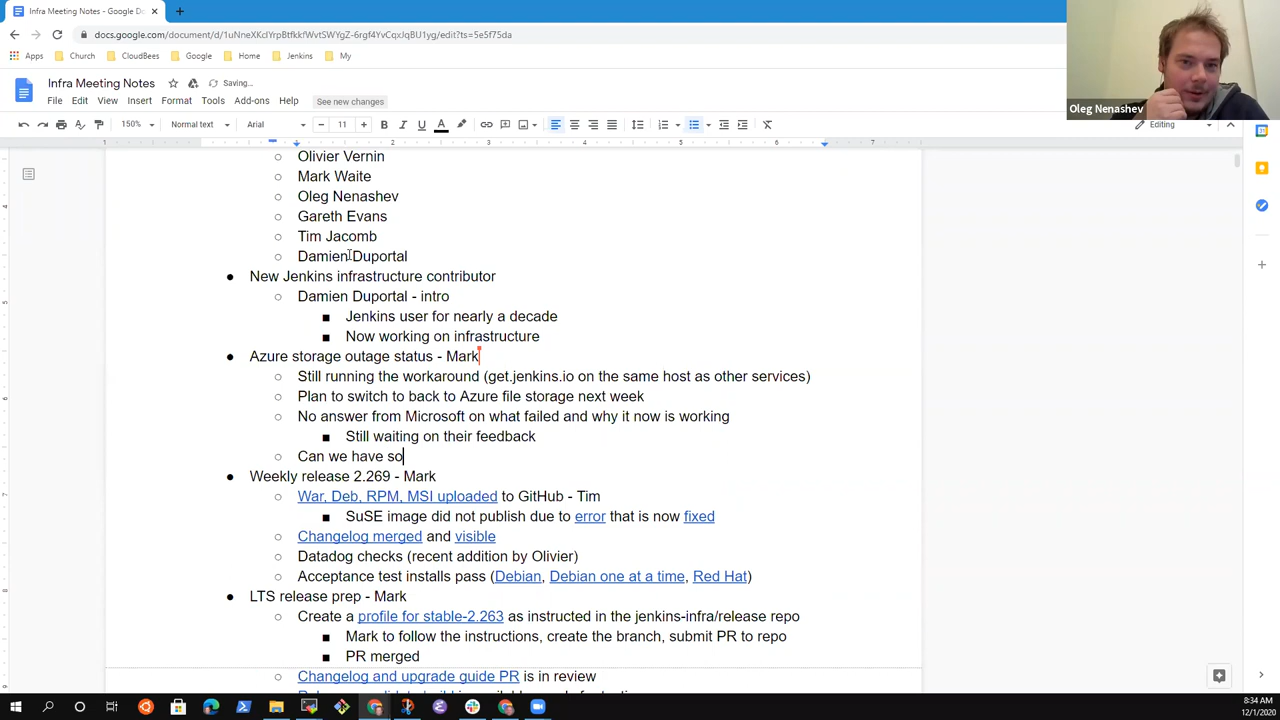 Infra Meeting Notes - Google Do
docs.google.com/document/d/1uNneXKcIYrpBtfkkfWvtSWYgZ-6rgf4YvCqxJqBU1yg/edit?ts=5e5f75da
Apps Church CloudBees Google Home Jenkins My
Infra Meeting Notes Saving...
File Edit View Insert Format Tools Add-ons Help See new changes
150% Normal text Arial 11 Editing
Oleg Nenashev
1 2 3 4 5 6 7
Olivier Vernin
Mark Waite
Oleg Nenashev
Gareth Evans
Tim Jacomb
Damien Duportal
New Jenkins infrastructure contributor
Damien Duportal - intro
Jenkins user for nearly a decade
Now working on infrastructure
Azure storage outage status - Mark
Still running the workaround (get.jenkins.io on the same host as other services)
Plan to switch to back to Azure file storage next week
No answer from Microsoft on what failed and why it now is working
Still waiting on their feedback
Can we have so
Weekly release 2.269 - Mark
War, Deb, RPM, MSI uploaded to GitHub - Tim
SuSE image did not publish due to error that is now fixed
Changelog merged and visible
Datadog checks (recent addition by Olivier)
Acceptance test installs pass (Debian, Debian one at a time, Red Hat)
LTS release prep - Mark
Create a profile for stable-2.263 as instructed in the jenkins-infra/release repo
Mark to follow the instructions, create the branch, submit PR to repo
PR merged
Changelog and upgrade guide PR is in review
8:34 AM
12/1/2020